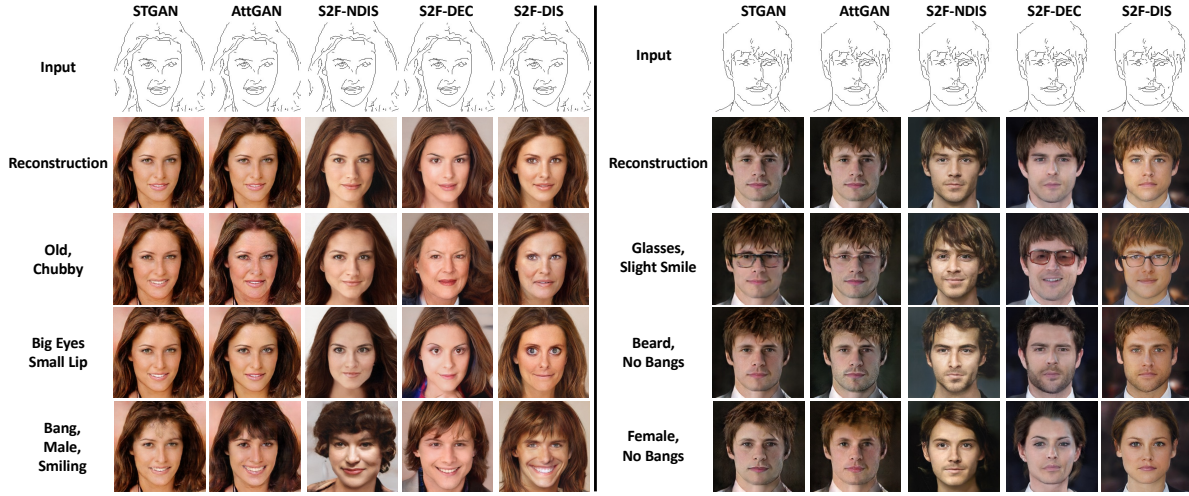 STGAN AttGAN S2F-NDIS S2F-DEC S2F-DIS
Input
Reconstruction
Old,
Chubby
Big Eyes
Small Lip
Bang,
Male,
Smiling
STGAN AttGAN S2F-NDIS S2F-DEC S2F-DIS
Input
Reconstruction
Glasses,
Slight Smile
Beard,
No Bangs
Female,
No Bangs